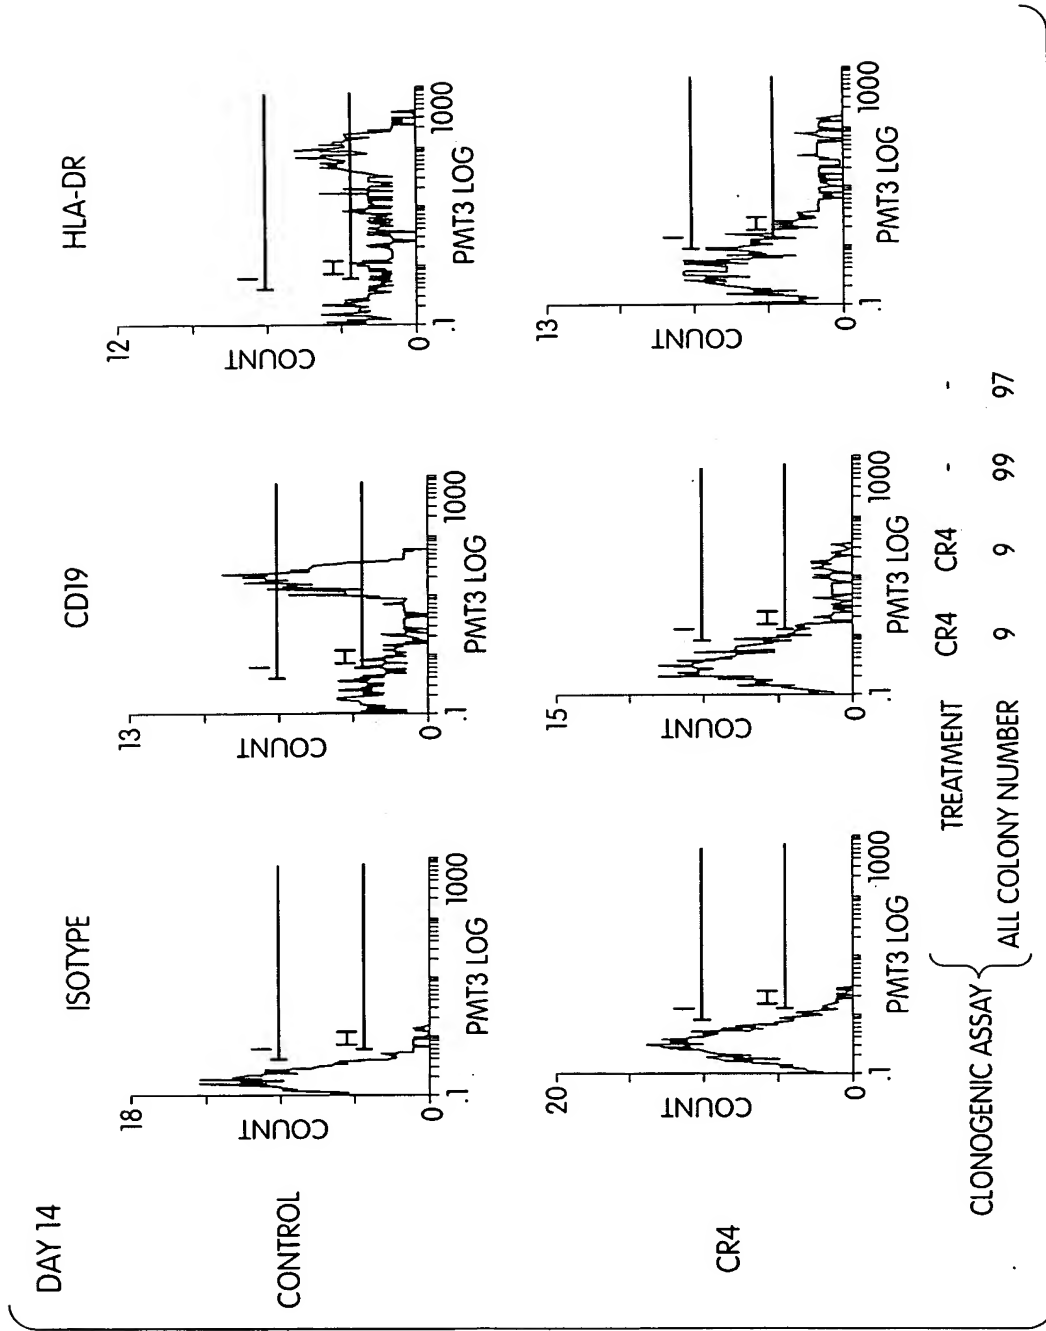 DAY 14
ISOTYPE
CD19
HLA-DR
CONTROL
18
COUNT
0
.1
1000
PMT3 LOG
I
H
13
COUNT
0
.1
1000
PMT3 LOG
I
H
12
COUNT
0
.1
1000
PMT3 LOG
I
H
CR4
20
COUNT
0
.1
1000
PMT3 LOG
I
H
15
COUNT
0
.1
1000
PMT3 LOG
I
H
13
COUNT
0
.1
1000
PMT3 LOG
I
H
CLONOGENIC ASSAY
TREATMENT CR4 CR4 - -
ALL COLONY NUMBER 9 9 99 97